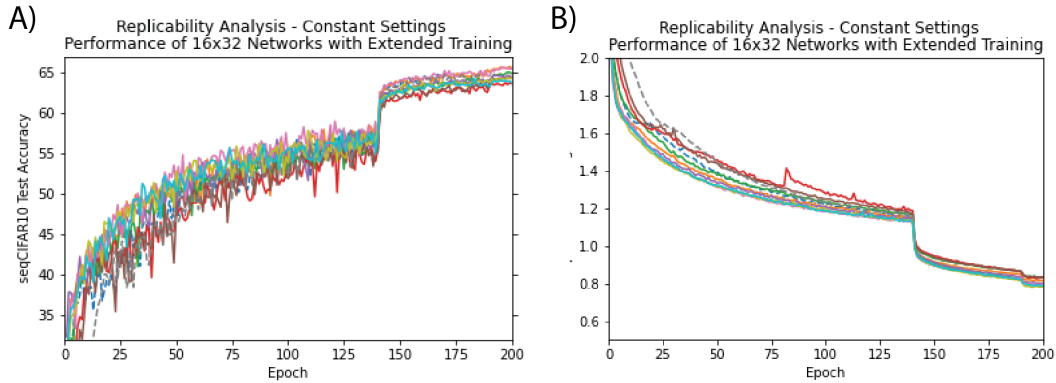 A)
Replicability Analysis - Constant Settings
Performance of 16x32 Networks with Extended Training
seqCIFAR10 Test Accuracy
65
60
55
50
45
40
35
0 25 50 75 100 125 150 175 200
Epoch
B)
Replicability Analysis - Constant Settings
Performance of 16x32 Networks with Extended Training
2.0
1.8
1.6
1.4
1.2
1.0
0.8
0.6
0 25 50 75 100 125 150 175 200
Epoch